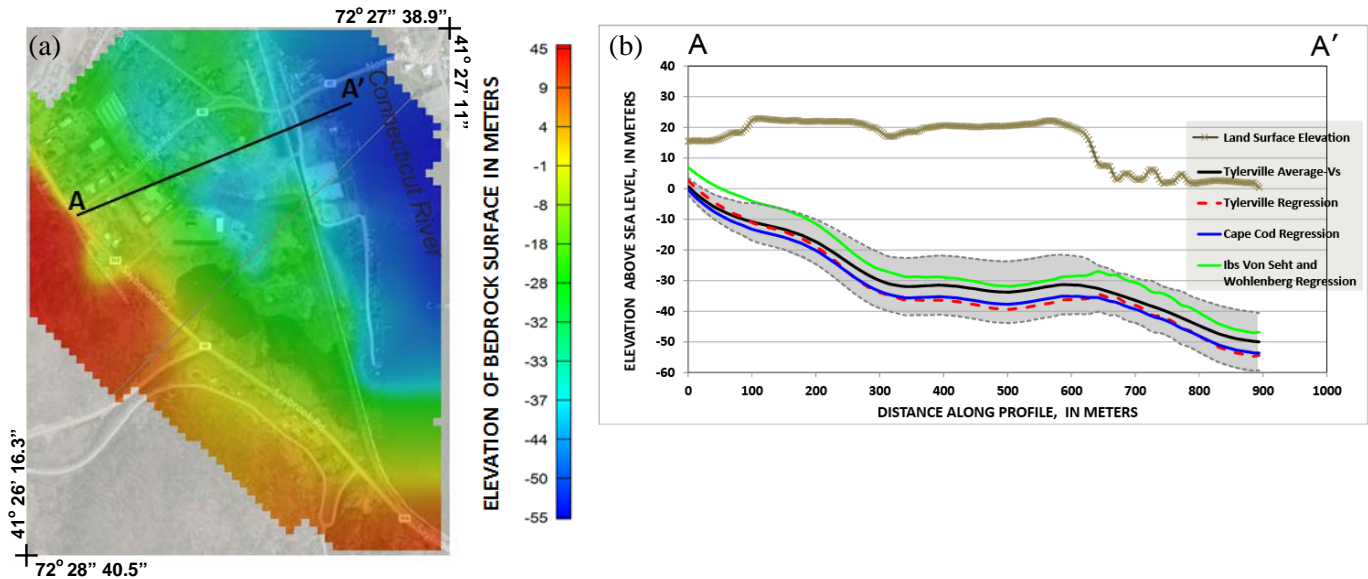 72° 27” 38.9”
(a)
41° 27’ 11”
A
A'
Connecticut River
41° 26’ 16.3”
72° 28” 40.5”
ELEVATION OF BEDROCK SURFACE IN METERS
45
14
9
4
-1
-8
-18
-28
-32
-33
-37
-44
-50
-55
(b)
A
A′
ELEVATION ABOVE SEA LEVEL, IN METERS
40
30
20
10
0
-10
-20
-30
-40
-50
-60
0
100
200
300
400
500
600
700
800
900
1000
DISTANCE ALONG PROFILE, IN METERS
Land Surface Elevation
Tylerville Average-Vs
Tylerville Regression
Cape Cod Regression
Ibs Von Seht and
Wohlenberg Regression